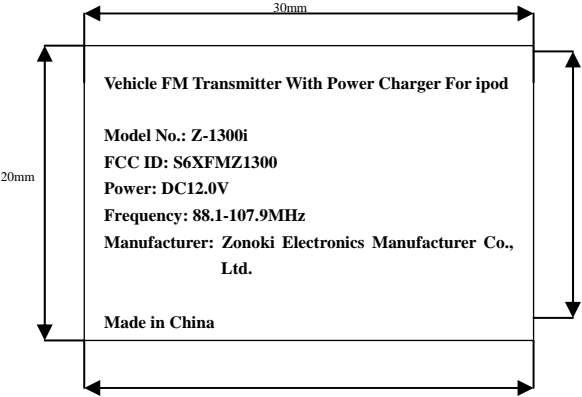 30mm
Vehicle FM Transmitter With Power Charger For ipod
Model No.: Z-1300i
FCC ID: S6XFMZ1300
Power: DC12.0V
20mm
Frequency: 88.1-107.9MHz
Manufacturer: Zonoki Electronics Manufacturer Co.,
Ltd.
Made in China